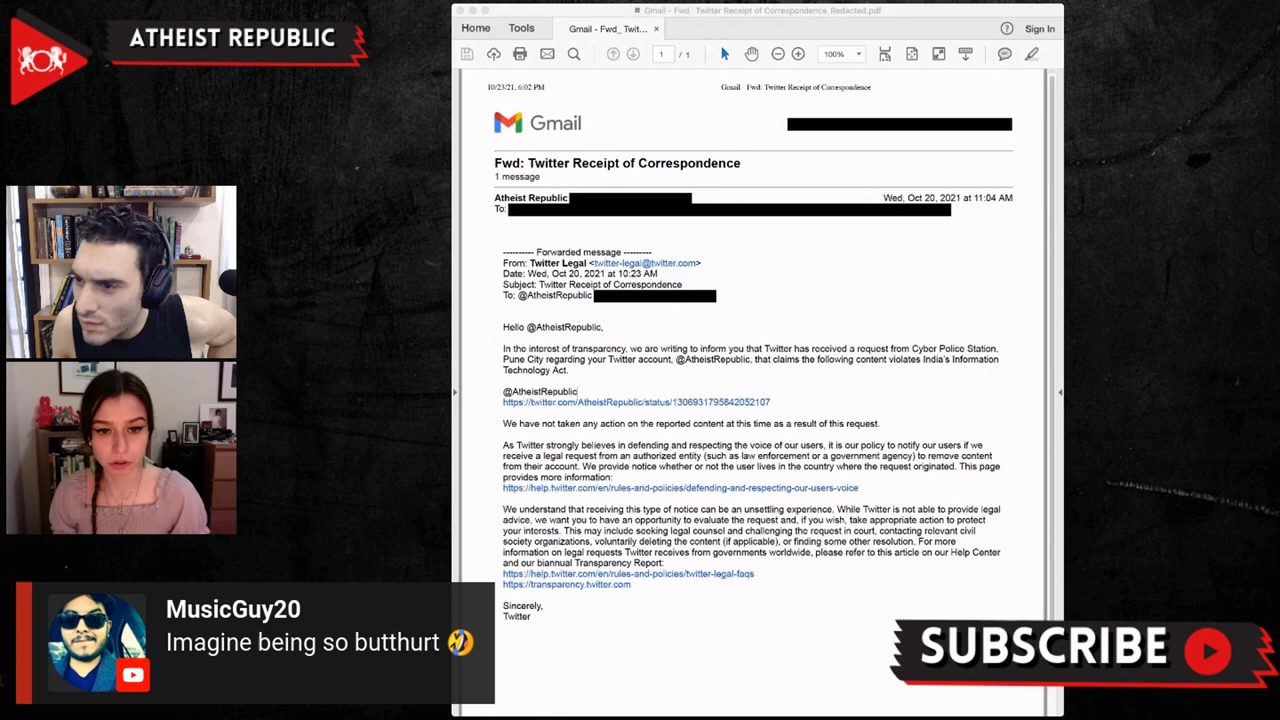 ATHEIST REPUBLIC
Gmail - Fwd_ Twitter Receipt of Correspondence_Redacted.pdf
Home
Tools
Gmail - Fwd_ Twit... ×
? Sign In
1 / 1
100%
10/23/21, 6:02 PM
Gmail - Fwd: Twitter Receipt of Correspondence
Gmail
Fwd: Twitter Receipt of Correspondence
1 message
Atheist Republic
Wed, Oct 20, 2021 at 11:04 AM
To:
---------- Forwarded message ---------
From: Twitter Legal <twitter-legal@twitter.com>
Date: Wed, Oct 20, 2021 at 10:23 AM
Subject: Twitter Receipt of Correspondence
To: @AtheistRepublic
Hello @AtheistRepublic,
In the interest of transparency, we are writing to inform you that Twitter has received a request from Cyber Police Station,
Pune City regarding your Twitter account, @AtheistRepublic, that claims the following content violates India's Information
Technology Act.
@AtheistRepublic
https://twitter.com/AtheistRepublic/status/1306931795842052107
We have not taken any action on the reported content at this time as a result of this request.
As Twitter strongly believes in defending and respecting the voice of our users, it is our policy to notify our users if we
receive a legal request from an authorized entity (such as law enforcement or a government agency) to remove content
from their account. We provide notice whether or not the user lives in the country where the request originated. This page
provides more information:
https://help.twitter.com/en/rules-and-policies/defending-and-respecting-our-users-voice
We understand that receiving this type of notice can be an unsettling experience. While Twitter is not able to provide legal
advice, we want you to have an opportunity to evaluate the request and, if you wish, take appropriate action to protect
your interests. This may include seeking legal counsel and challenging the request in court, contacting relevant civil
society organizations, voluntarily deleting the content (if applicable), or finding some other resolution. For more
information on legal requests Twitter receives from governments worldwide, please refer to this article on our Help Center
and our biannual Transparency Report:
https://help.twitter.com/en/rules-and-policies/twitter-legal-faqs
https://transparency.twitter.com
Sincerely,
Twitter
MusicGuy20
Imagine being so butthurt 🤣
SUBSCRIBE